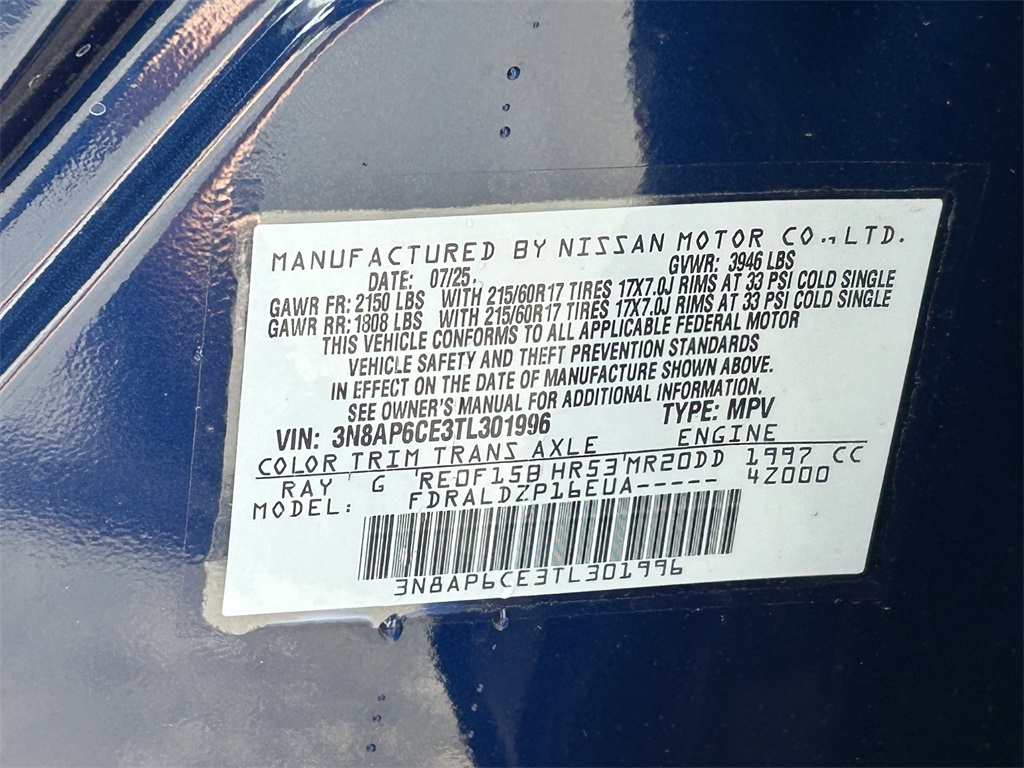 MANUFACTURED BY NISSAN MOTOR CO., LTD.
DATE: 07/25 GVWR: 3946 LBS
GAWR FR: 2150 LBS WITH 215/60R17 TIRES 17X7.0J RIMS AT 33 PSI COLD SINGLE
GAWR RR: 1808 LBS WITH 215/60R17 TIRES 17X7.0J RIMS AT 33 PSI COLD SINGLE
THIS VEHICLE CONFORMS TO ALL APPLICABLE FEDERAL MOTOR
VEHICLE SAFETY AND THEFT PREVENTION STANDARDS
IN EFFECT ON THE DATE OF MANUFACTURE SHOWN ABOVE.
SEE OWNER'S MANUAL FOR ADDITIONAL INFORMATION.
VIN: 3N8AP6CE3TL301996 TYPE: MPV
COLOR TRIM TRANS AXLE ENGINE
RAY G RE0F15B HR53 MR20DD 1997 CC
MODEL: FDRALDZP16EUA----- 4Z000
3N8AP6CE3TL301996